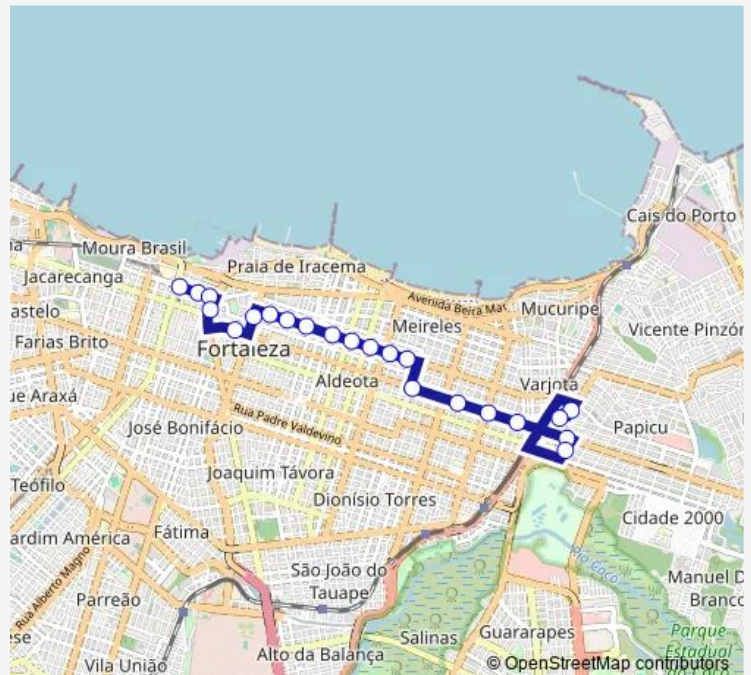 Cais do Porto
Moura Brasil
Praia de Iracema
Jacarecanga
Avenida Beira Mar
Mucuripe
astelo
Meireles
Vicente Pinzón
Farias Brito
Fortaleza
Aldeota
Varjota
ue Araxá
Rua Padre Valdevino
José Bonifácio
Papicu
Joaquim Távora
Teófilo
Dionísio Torres
Cidade 2000
ardim América
Fátima
Rio Cocó
São João do
Tauape
Manuel D
Branco
Rua Alberto Magno
Parreão
ese
Salinas
Guararapes
Parque
Estadual
do Cocó
Vila União
Alto da Balança
© OpenStreetMap contributors